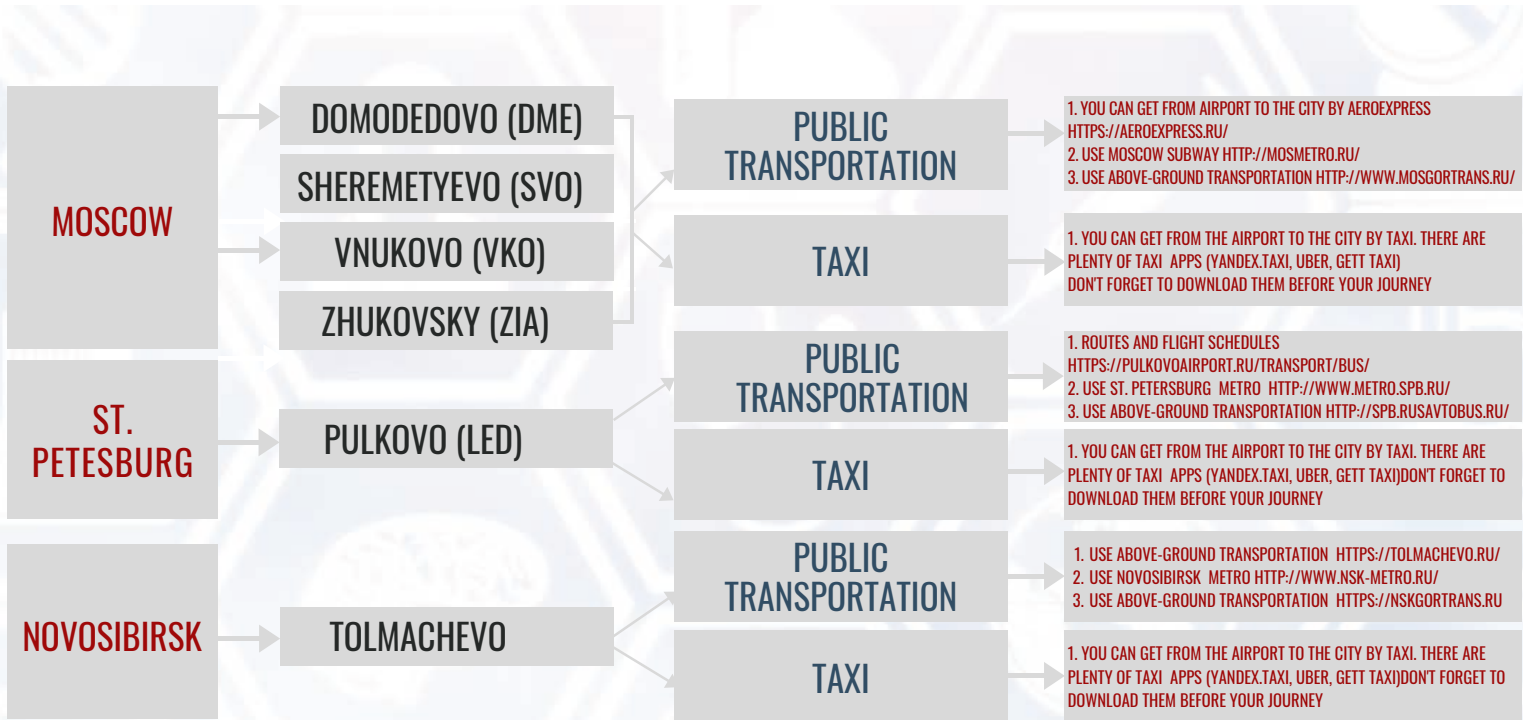 MOSCOW
DOMODEDOVO (DME)
SHEREMETYEVO (SVO)
VNUKOVO (VKO)
ZHUKOVSKY (ZIA)
PUBLIC
TRANSPORTATION
1. YOU CAN GET FROM AIRPORT TO THE CITY BY AEROEXPRESS
HTTPS://AEROEXPRESS.RU/
2. USE MOSCOW SUBWAY HTTP://MOSMETRO.RU/
3. USE ABOVE-GROUND TRANSPORTATION HTTP://WWW.MOSGORTRANS.RU/
TAXI
1. YOU CAN GET FROM THE AIRPORT TO THE CITY BY TAXI. THERE ARE
PLENTY OF TAXI APPS (YANDEX.TAXI, UBER, GETT TAXI)
DON'T FORGET TO DOWNLOAD THEM BEFORE YOUR JOURNEY
ST.
PETESBURG
PULKOVO (LED)
PUBLIC
TRANSPORTATION
1. ROUTES AND FLIGHT SCHEDULES
HTTPS://PULKOVOAIRPORT.RU/TRANSPORT/BUS/
2. USE ST. PETERSBURG METRO HTTP://WWW.METRO.SPB.RU/
3. USE ABOVE-GROUND TRANSPORTATION HTTP://SPB.RUSAVTOBUS.RU/
TAXI
1. YOU CAN GET FROM THE AIRPORT TO THE CITY BY TAXI. THERE ARE
PLENTY OF TAXI APPS (YANDEX.TAXI, UBER, GETT TAXI)DON'T FORGET TO
DOWNLOAD THEM BEFORE YOUR JOURNEY
NOVOSIBIRSK
TOLMACHEVO
PUBLIC
TRANSPORTATION
1. USE ABOVE-GROUND TRANSPORTATION HTTPS://TOLMACHEVO.RU/
2. USE NOVOSIBIRSK METRO HTTP://WWW.NSK-METRO.RU/
3. USE ABOVE-GROUND TRANSPORTATION HTTPS://NSKGORTRANS.RU
TAXI
1. YOU CAN GET FROM THE AIRPORT TO THE CITY BY TAXI. THERE ARE
PLENTY OF TAXI APPS (YANDEX.TAXI, UBER, GETT TAXI)DON'T FORGET TO
DOWNLOAD THEM BEFORE YOUR JOURNEY